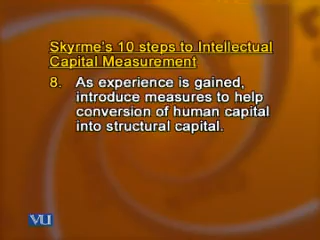 Skyrme's 10 steps to Intellectual
Capital Measurement
8. As experience is gained,
introduce measures to help
conversion of human capital
into structural capital.
VU